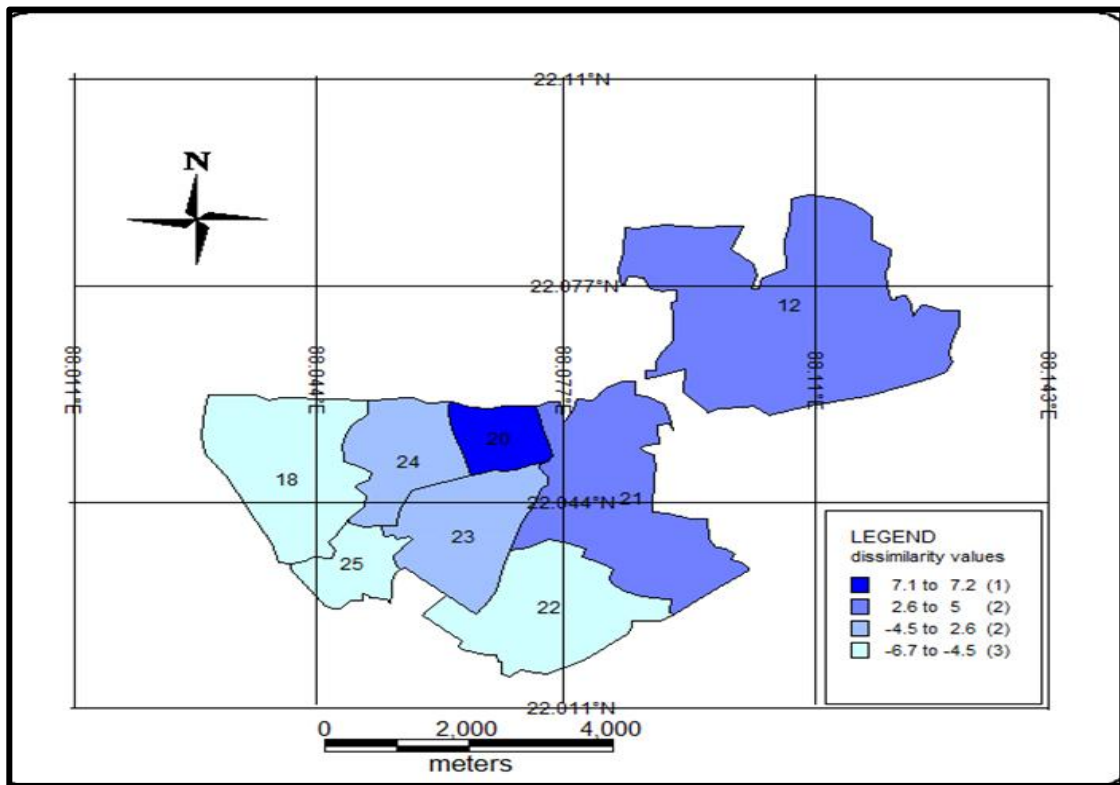 22.11°N
N
22.077°N
12
88.011°E
88.044°E
88.077°E
88.11°E
88.143°E
20
24
18
22.044°N
21
23
25
22
LEGEND
dissimilarity values
7.1 to 7.2 (1)
2.6 to 5 (2)
-4.5 to 2.6 (2)
-6.7 to -4.5 (3)
22.011°N
0 2,000 4,000
meters